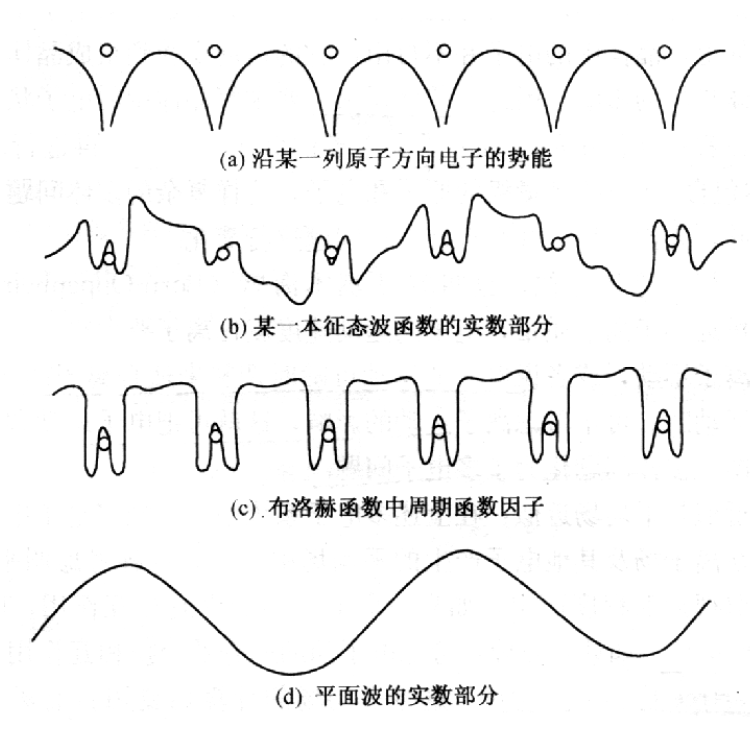 (a) 沿某一列原子方向电子的势能
(b) 某一本征态波函数的实数部分
(c) 布洛赫函数中周期函数因子
(d) 平面波的实数部分